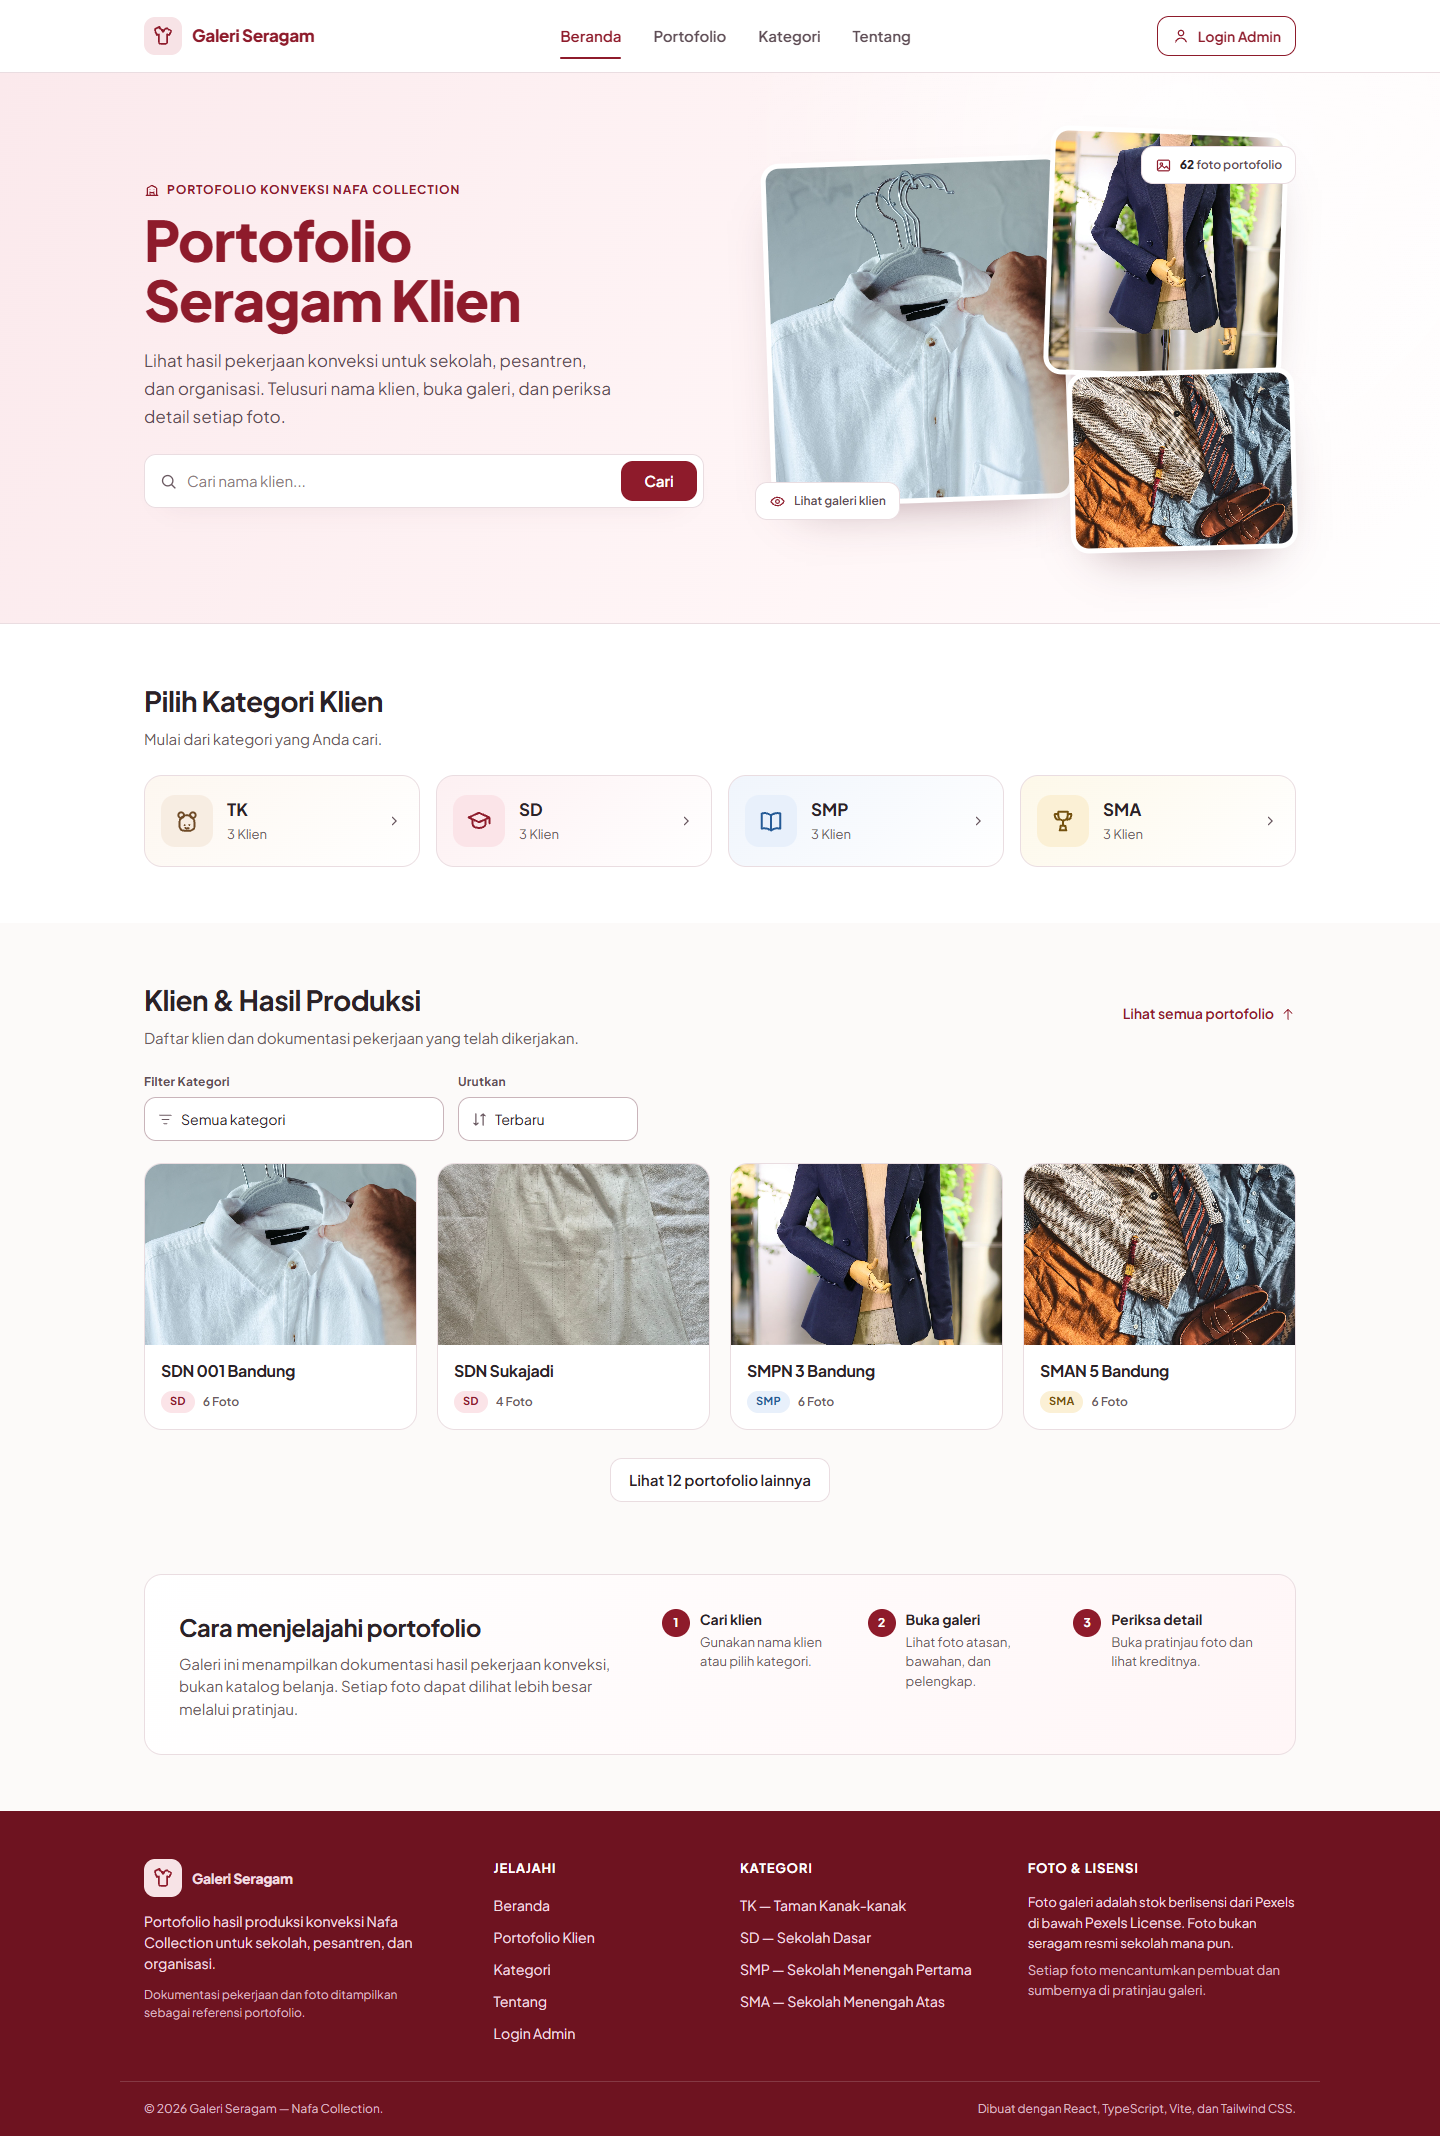 Galeri Seragam
Beranda
Portofolio
Kategori
Tentang
Login Admin
PORTOFOLIO KONVEKSI NAFA COLLECTION
Portofolio
Seragam Klien
Lihat hasil pekerjaan konveksi untuk sekolah, pesantren,
dan organisasi. Telusuri nama klien, buka galeri, dan periksa
detail setiap foto.
Cari nama klien...
Cari
62 foto portofolio
Lihat galeri klien
Pilih Kategori Klien
Mulai dari kategori yang Anda cari.
TK
3 Klien
SD
3 Klien
SMP
3 Klien
SMA
3 Klien
Klien & Hasil Produksi
Daftar klien dan dokumentasi pekerjaan yang telah dikerjakan.
Lihat semua portofolio
Filter Kategori
Semua kategori
Urutkan
Terbaru
SDN 001 Bandung
SD 6 Foto
SDN Sukajadi
SD 4 Foto
SMPN 3 Bandung
SMP 6 Foto
SMAN 5 Bandung
SMA 6 Foto
Lihat 12 portofolio lainnya
Cara menjelajahi portofolio
Galeri ini menampilkan dokumentasi hasil pekerjaan konveksi,
bukan katalog belanja. Setiap foto dapat dilihat lebih besar
melalui pratinjau.
1 Cari klien
Gunakan nama klien
atau pilih kategori.
2 Buka galeri
Lihat foto atasan,
bawahan, dan
pelengkap.
3 Periksa detail
Buka pratinjau foto dan
lihat kreditnya.
Galeri Seragam
Portofolio hasil produksi konveksi Nafa
Collection untuk sekolah, pesantren, dan
organisasi.
Dokumentasi pekerjaan dan foto ditampilkan
sebagai referensi portofolio.
JELAJAHI
Beranda
Portofolio Klien
Kategori
Tentang
Login Admin
KATEGORI
TK — Taman Kanak-kanak
SD — Sekolah Dasar
SMP — Sekolah Menengah Pertama
SMA — Sekolah Menengah Atas
FOTO & LISENSI
Foto galeri adalah stok berlisensi dari Pexels
di bawah Pexels License. Foto bukan
seragam resmi sekolah mana pun.
Setiap foto mencantumkan pembuat dan
sumbernya di pratinjau galeri.
© 2026 Galeri Seragam — Nafa Collection.
Dibuat dengan React, TypeScript, Vite, dan Tailwind CSS.